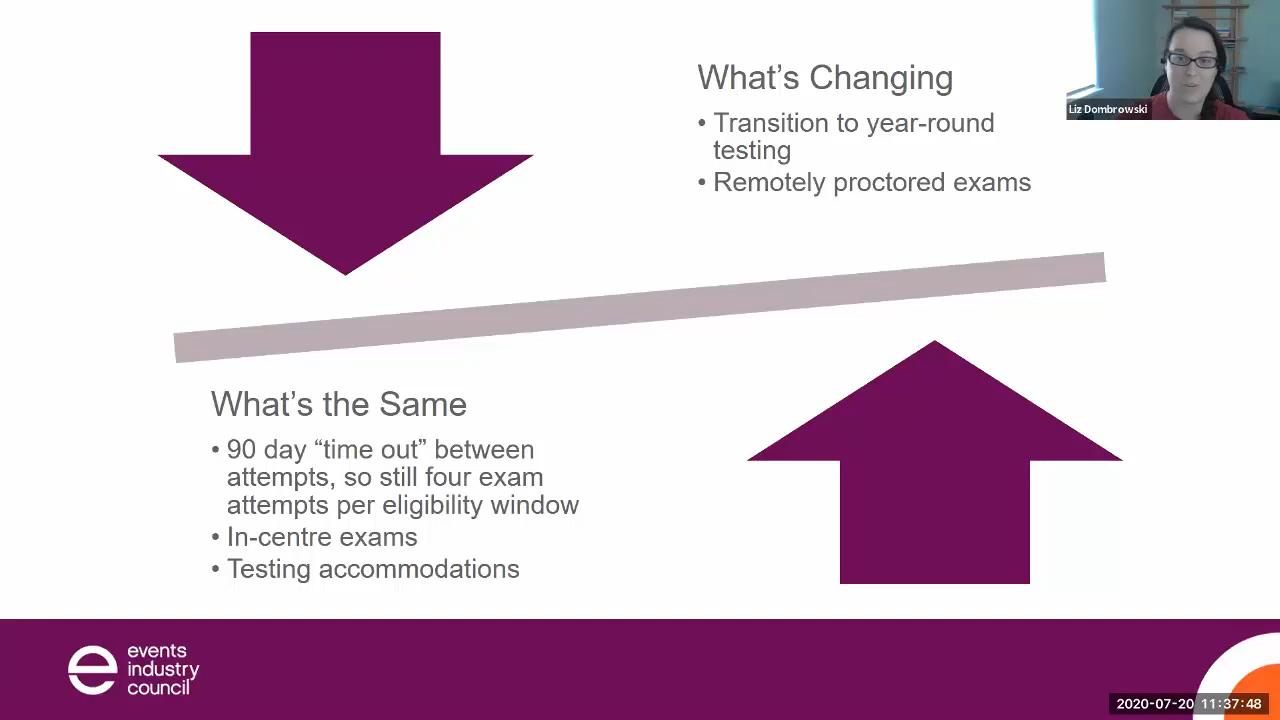 What’s Changing
• Transition to year-round
testing
• Remotely proctored exams
Liz Dombrowski
What’s the Same
• 90 day “time out” between
attempts, so still four exam
attempts per eligibility window
• In-centre exams
• Testing accommodations
events
industry
council
2020-07-20 11:37:48